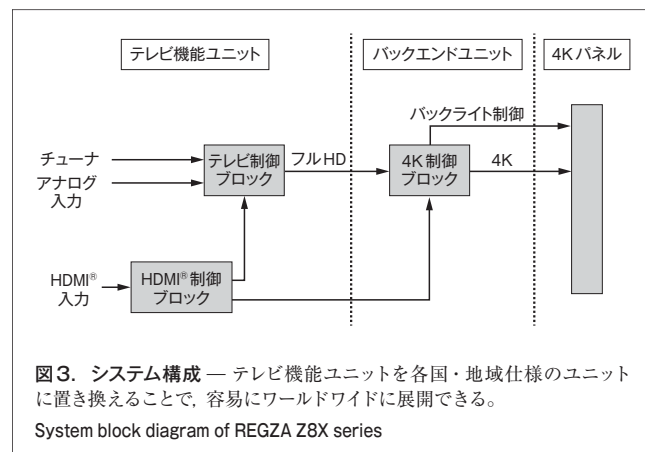 テレビ機能ユニット
バックエンドユニット
4Kパネル
バックライト制御
チューナ
アナログ
入力
テレビ制御
ブロック
フルHD
4K制御
ブロック
4K
HDMI®
入力
HDMI®制御
ブロック
図3. システム構成 — テレビ機能ユニットを各国・地域仕様のユニット
に置き換えることで, 容易にワールドワイドに展開できる。
System block diagram of REGZA Z8X series